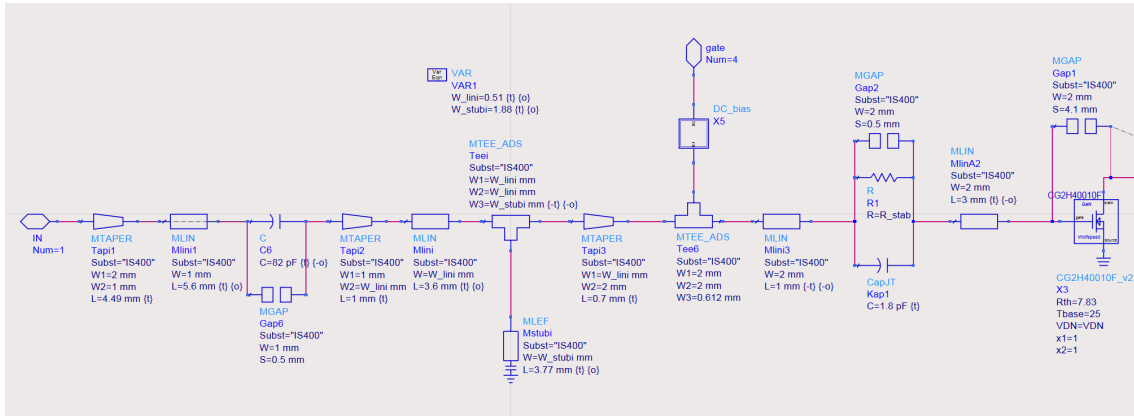 gate
Num=4
Var
Eqn
VAR
VAR1
W_lini=0.51 {t} {o}
W_stubi=1.88 {t} {o}
DC_bias
X5
MGAP
Gap2
Subst="IS400"
W=2 mm
S=0.5 mm
MGAP
Gap1
Subst="IS400"
W=2 mm
S=4.1 mm
MTEE_ADS
Teei
Subst="IS400"
W1=W_lini mm
W2=W_lini mm
W3=W_stubi mm {-t} {-o}
R
R1
R=R_stab
MLIN
MlinA2
Subst="IS400"
W=2 mm
L=3 mm {t} {-o}
CG2H40010F
IN
Num=1
MTAPER
Tapi1
Subst="IS400"
W1=2 mm
W2=1 mm
L=4.49 mm {t}
MLIN
Mlini1
Subst="IS400"
W=1 mm
L=5.6 mm {t} {o}
C
C6
C=82 pF {t} {-o}
MGAP
Gap6
Subst="IS400"
W=1 mm
S=0.5 mm
MTAPER
Tapi2
Subst="IS400"
W1=1 mm
W2=W_lini mm
L=1 mm {t}
MLIN
Mlini
Subst="IS400"
W=W_lini mm
L=3.6 mm {t} {o}
MLEF
Mstubi
Subst="IS400"
W=W_stubi mm
L=3.77 mm {t} {o}
MTAPER
Tapi3
Subst="IS400"
W1=W_lini mm
W2=2 mm
L=0.7 mm {t}
MTEE_ADS
Tee6
Subst="IS400"
W1=2 mm
W2=2 mm
W3=0.612 mm
MLIN
Mlini3
Subst="IS400"
W=2 mm
L=1 mm {-t} {-o}
CapJT
Kap1
C=1.8 pF {t}
CG2H40010F_v2
X3
Rth=7.83
Tbase=25
VDN=VDN
x1=1
x2=1